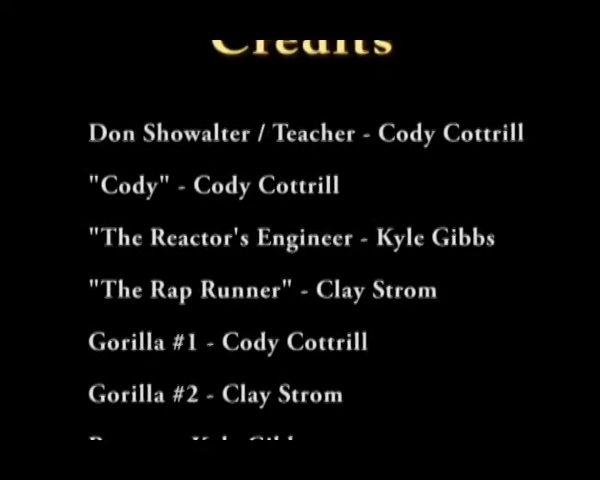 Credits
Don Showalter / Teacher - Cody Cottrill
"Cody" - Cody Cottrill
"The Reactor's Engineer - Kyle Gibbs
"The Rap Runner" - Clay Strom
Gorilla #1 - Cody Cottrill
Gorilla #2 - Clay Strom